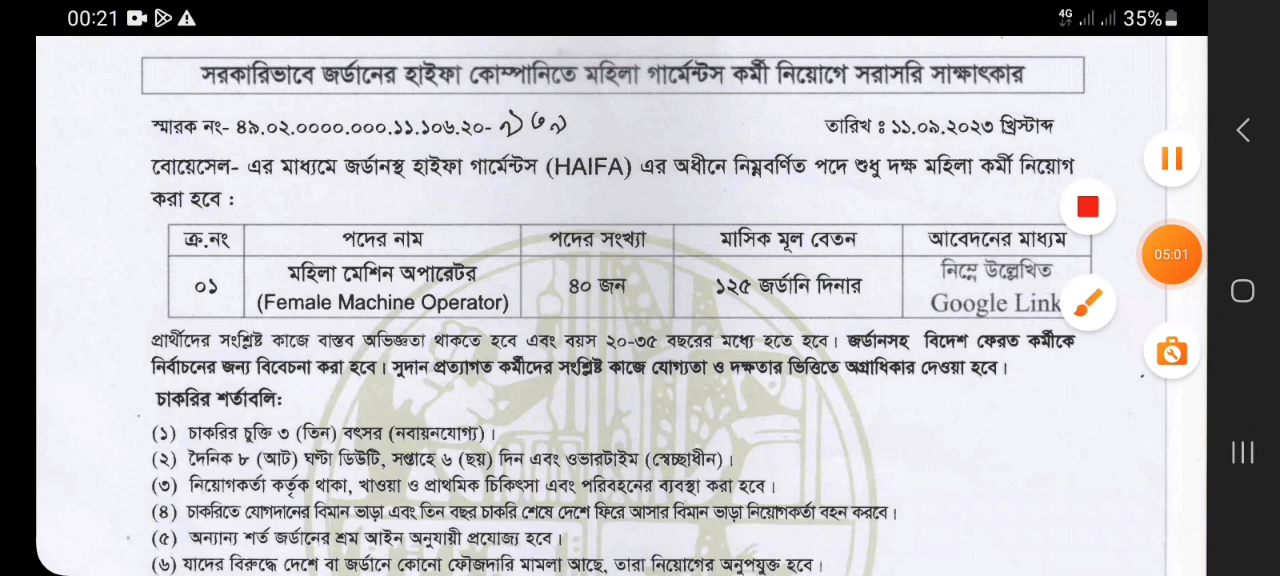 00:21
4G 35%
সরকারিভাবে জর্ডানের হাইফা কোম্পানিতে মহিলা গার্মেন্টস কর্মী নিয়োগে সরাসরি সাক্ষাৎকার
স্মারক নং- ৪৯.০২.০০০০.০০০.১১.১০৬.২০- তারিখ ঃ ১১.০৯.২০২৩ খ্রিস্টাব্দ
বোয়েসেল- এর মাধ্যমে জর্ডানস্থ হাইফা গার্মেন্টস (HAIFA) এর অধীনে নিম্নবর্ণিত পদে শুধু দক্ষ মহিলা কর্মী নিয়োগ
করা হবে :
ক্র.নং পদের নাম পদের সংখ্যা মাসিক মূল বেতন আবেদনের মাধ্যম
০১ মহিলা মেশিন অপারেটর (Female Machine Operator) ৪০ জন ১২৫ জর্ডানি দিনার নিম্নে উল্লেখিত Google Link
05:01
প্রার্থীদের সংশ্লিষ্ট কাজে বাস্তব অভিজ্ঞতা থাকতে হবে এবং বয়স ২০-৩৫ বছরের মধ্যে হতে হবে। জর্ডানসহ বিদেশ ফেরত কর্মীকে
নির্বাচনের জন্য বিবেচনা করা হবে। সুদান প্রত্যাগত কর্মীদের সংশ্লিষ্ট কাজে যোগ্যতা ও দক্ষতার ভিত্তিতে অগ্রাধিকার দেওয়া হবে।
চাকরির শর্তাবলি:
(১) চাকরির চুক্তি ৩ (তিন) বৎসর (নবায়নযোগ্য)।
(২) দৈনিক ৮ (আট) ঘণ্টা ডিউটি, সপ্তাহে ৬ (ছয়) দিন এবং ওভারটাইম (স্বেচ্ছাধীন)।
(৩) নিয়োগকর্তা কর্তৃক থাকা, খাওয়া ও প্রাথমিক চিকিৎসা এবং পরিবহনের ব্যবস্থা করা হবে।
(৪) চাকরিতে যোগদানের বিমান ভাড়া এবং তিন বছর চাকরি শেষে দেশে ফিরে আসার বিমান ভাড়া নিয়োগকর্তা বহন করবে।
(৫) অন্যান্য শর্ত জর্ডানের শ্রম আইন অনুযায়ী প্রযোজ্য হবে।
(৬) যাদের বিরুদ্ধে দেশে বা জর্ডানে কোনো ফৌজদারি মামলা আছে, তারা নিয়োগের অনুপযুক্ত হবে।